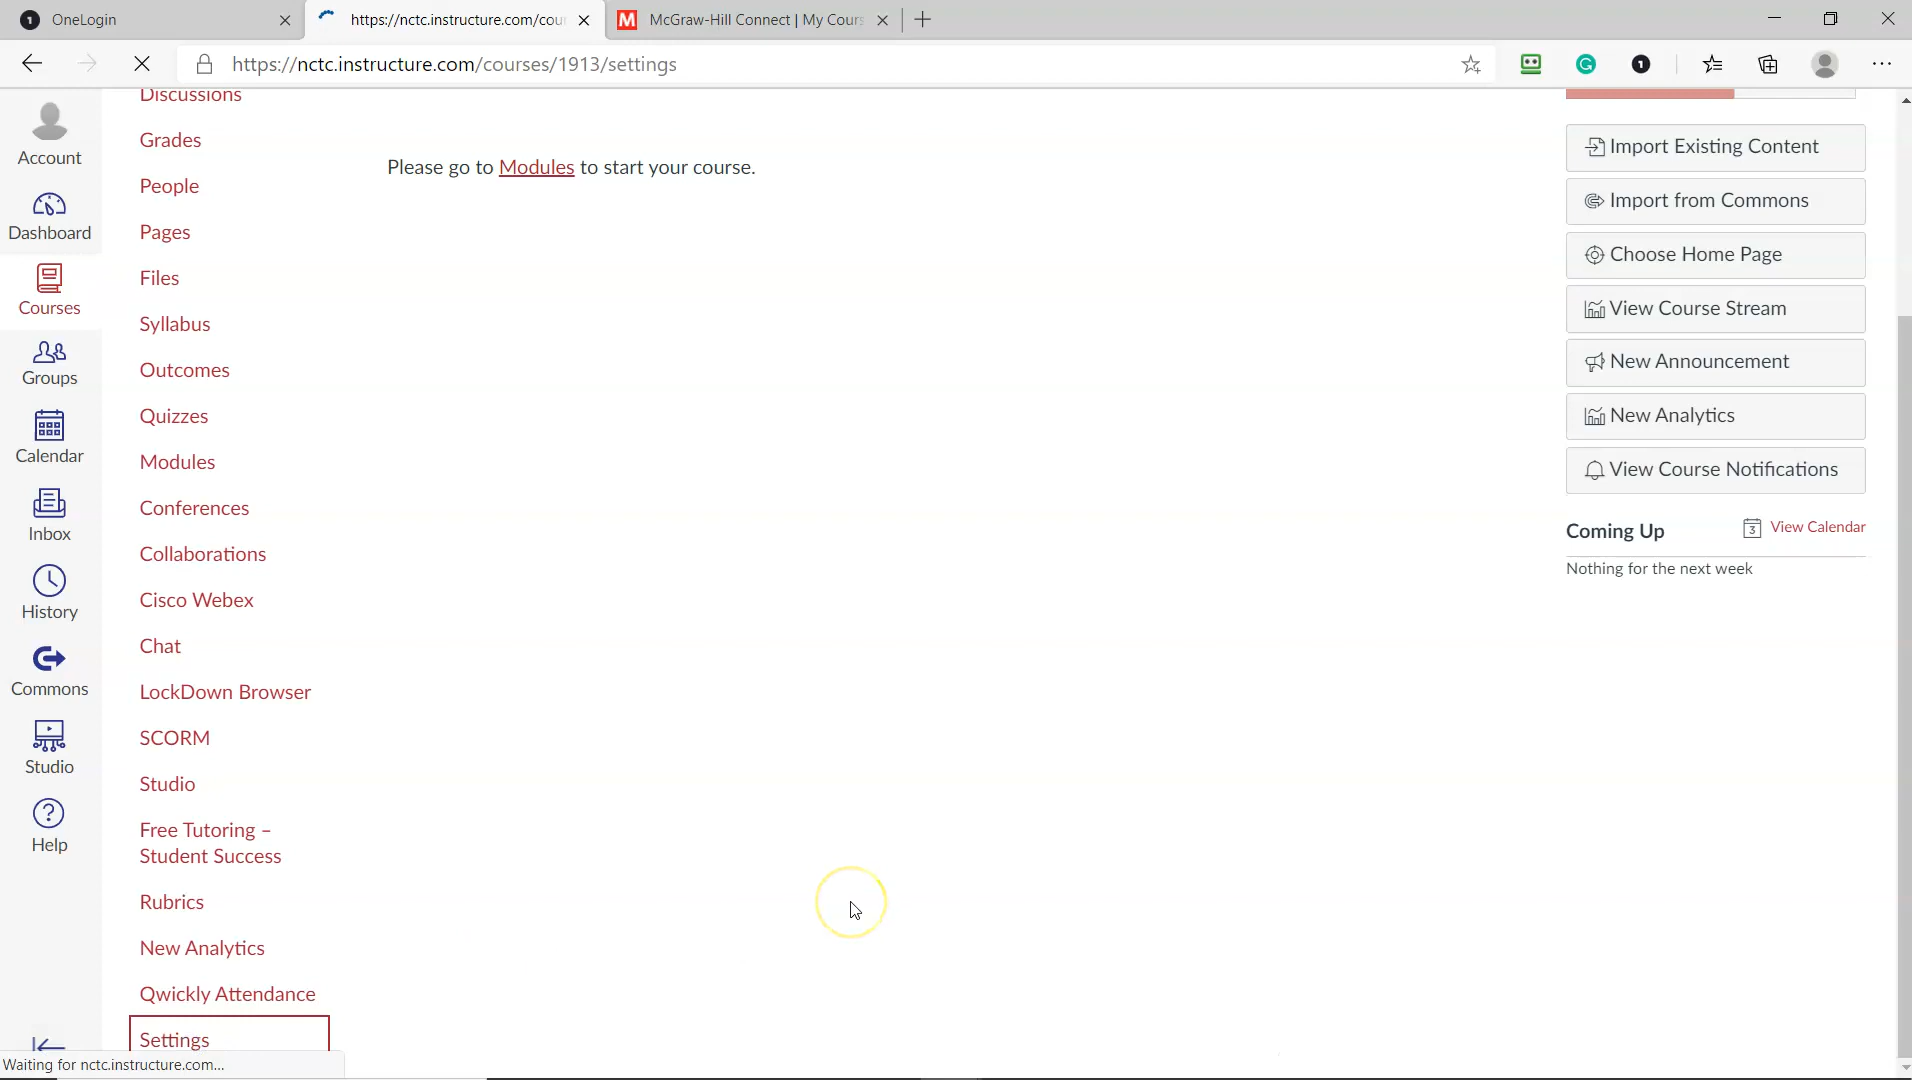 OneLogin
https://nctc.instructure.com/cou
McGraw-Hill Connect | My Cours
https://nctc.instructure.com/courses/1913/settings
Account
Dashboard
Courses
Groups
Calendar
Inbox
History
Commons
Studio
Help
Discussions
Grades
People
Pages
Files
Syllabus
Outcomes
Quizzes
Modules
Conferences
Collaborations
Cisco Webex
Chat
LockDown Browser
SCORM
Studio
Free Tutoring –
Student Success
Rubrics
New Analytics
Qwickly Attendance
Settings
Please go to Modules to start your course.
Import Existing Content
Import from Commons
Choose Home Page
View Course Stream
New Announcement
New Analytics
View Course Notifications
Coming Up
3 View Calendar
Nothing for the next week
Waiting for nctc.instructure.com...